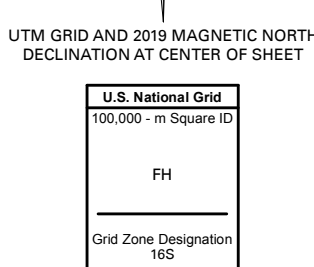 UTM GRID AND 2019 MAGNETIC NORTH
DECLINATION AT CENTER OF SHEET
U.S. National Grid
100,000 - m Square ID
FH
Grid Zone Designation
16S